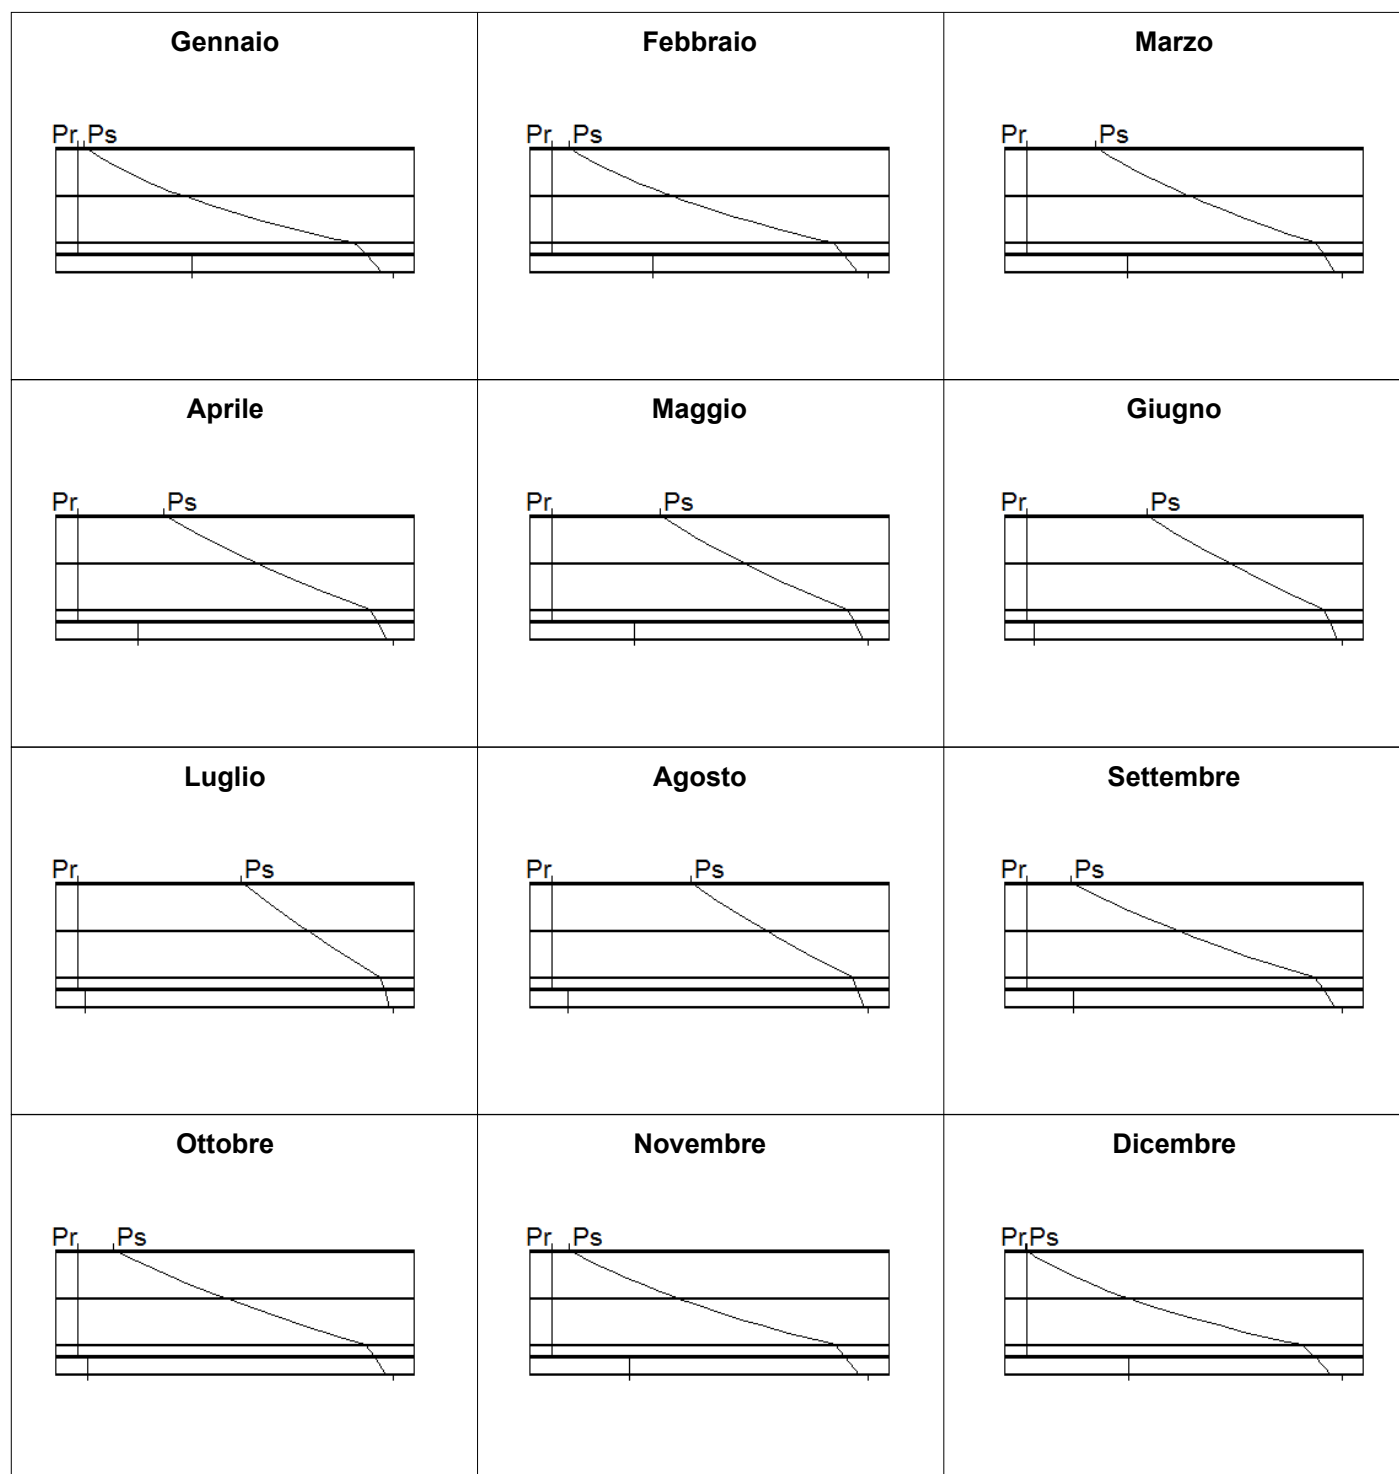 Gennaio Febbraio Marzo
Pr Ps Pr Ps Pr Ps
Aprile Maggio Giugno
Pr Ps Pr Ps Pr Ps
Luglio Agosto Settembre
Pr Ps Pr Ps Pr Ps
Ottobre Novembre Dicembre
Pr Ps Pr Ps Pr Ps